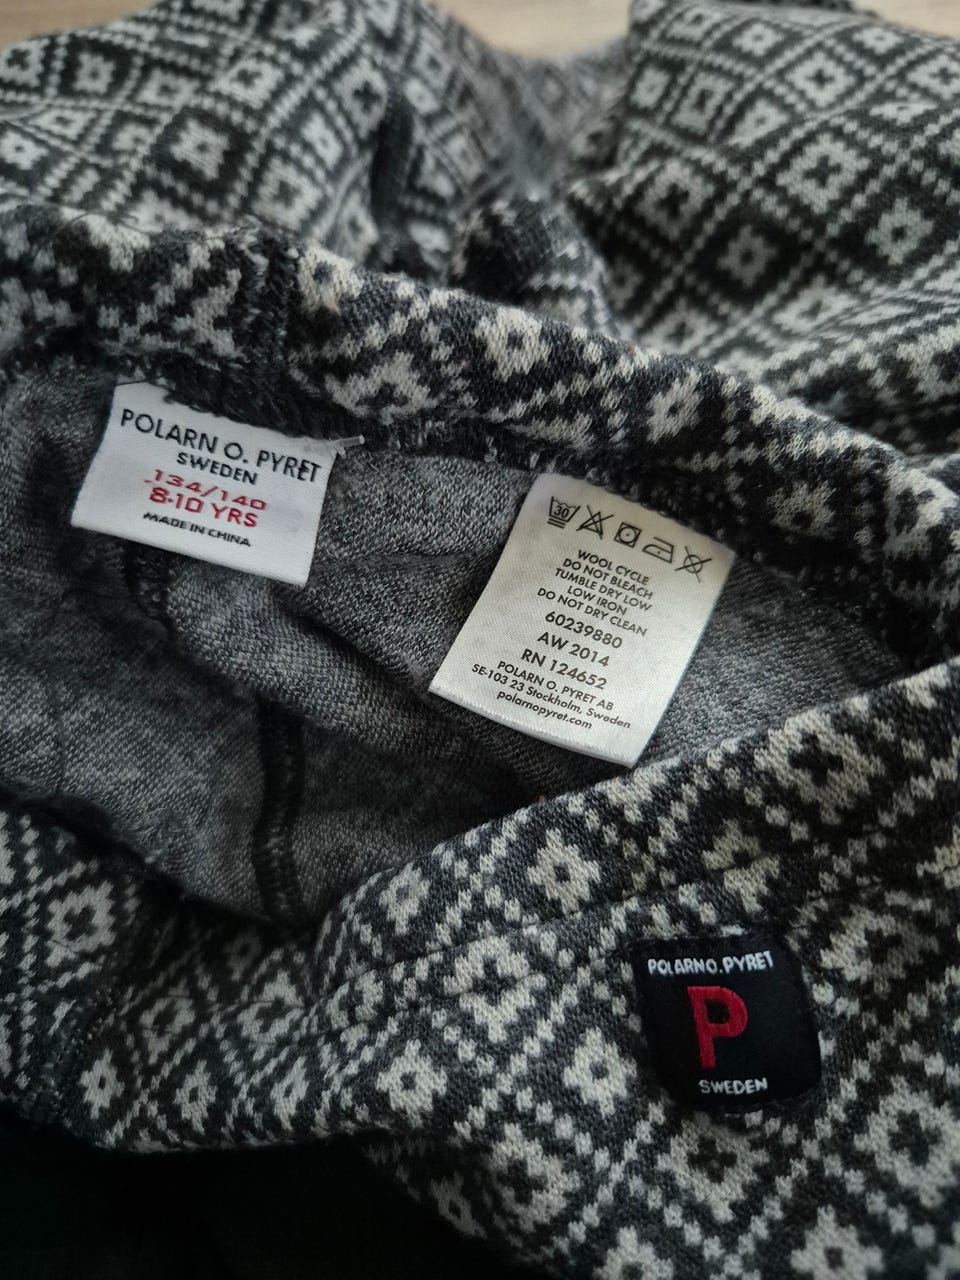 POLARN O. PYRET
SWEDEN
134/140
8-10 YRS
MADE IN CHINA
30
WOOL CYCLE
DO NOT BLEACH
TUMBLE DRY LOW
LOW IRON
DO NOT DRY CLEAN
60239880
AW 2014
RN 124652
POLARN O. PYRET AB
SE-103 23 Stockholm, Sweden
polarnopyret.com
POLARN O. PYRET
P
SWEDEN